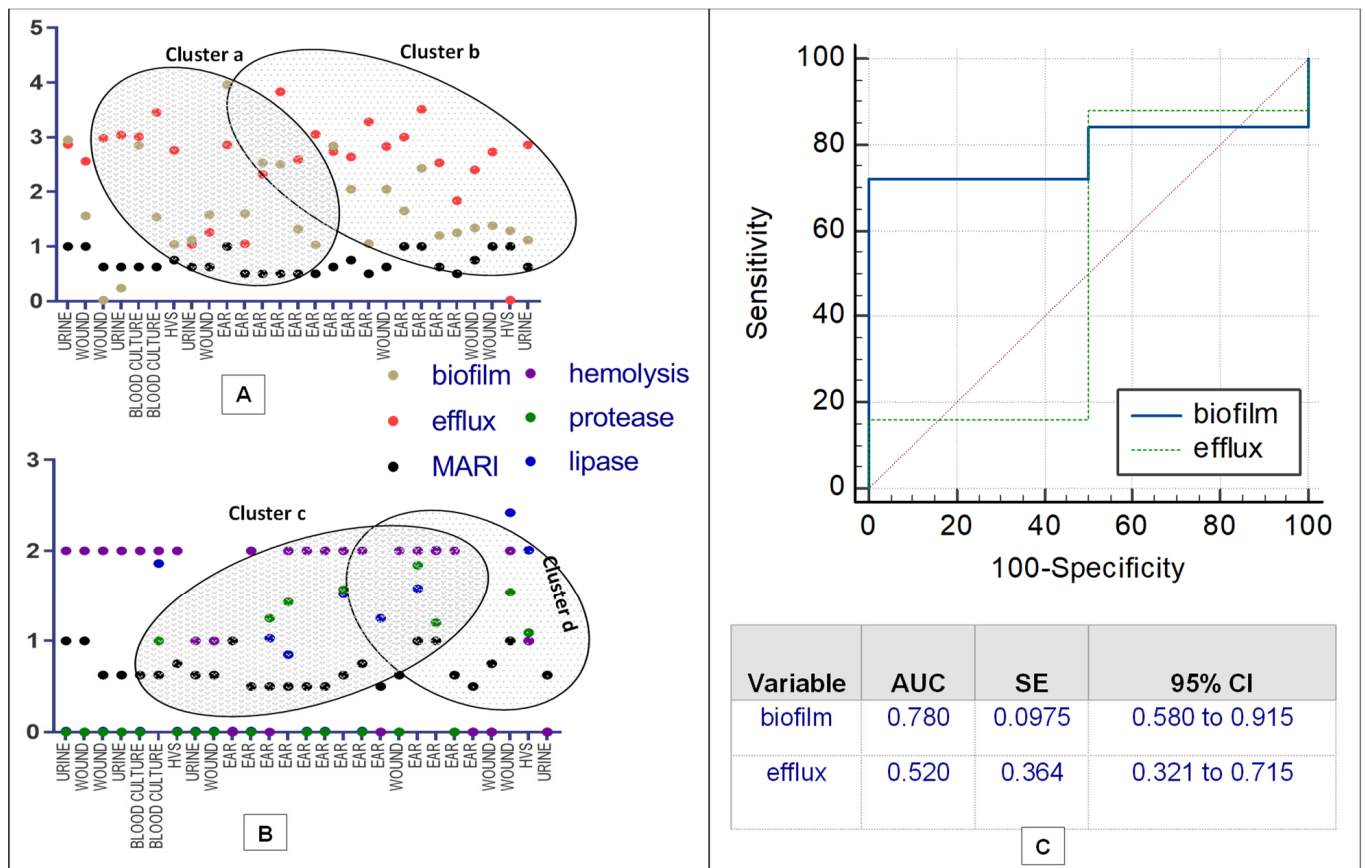 5
4
3
2
1
0
Cluster a
Cluster b
URINE
WOUND
WOUND
URINE
BLOOD CULTURE
BLOOD CULTURE
HVS
URINE
WOUND
EAR
EAR
EAR
EAR
EAR
EAR
EAR
EAR
EAR
WOUND
EAR
EAR
EAR
EAR
WOUND
WOUND
HVS
URINE
A
biofilm
efflux
MARI
hemolysis
protease
lipase
3
2
1
0
Cluster c
Cluster d
URINE
WOUND
WOUND
URINE
BLOOD CULTURE
BLOOD CULTURE
HVS
URINE
WOUND
EAR
EAR
EAR
EAR
EAR
EAR
EAR
EAR
EAR
WOUND
EAR
EAR
EAR
EAR
WOUND
WOUND
HVS
URINE
B
Sensitivity
100
80
60
40
20
0
0 20 40 60 80 100
100-Specificity
biofilm
efflux
Variable AUC SE 95% CI
biofilm 0.780 0.0975 0.580 to 0.915
efflux 0.520 0.364 0.321 to 0.715
C